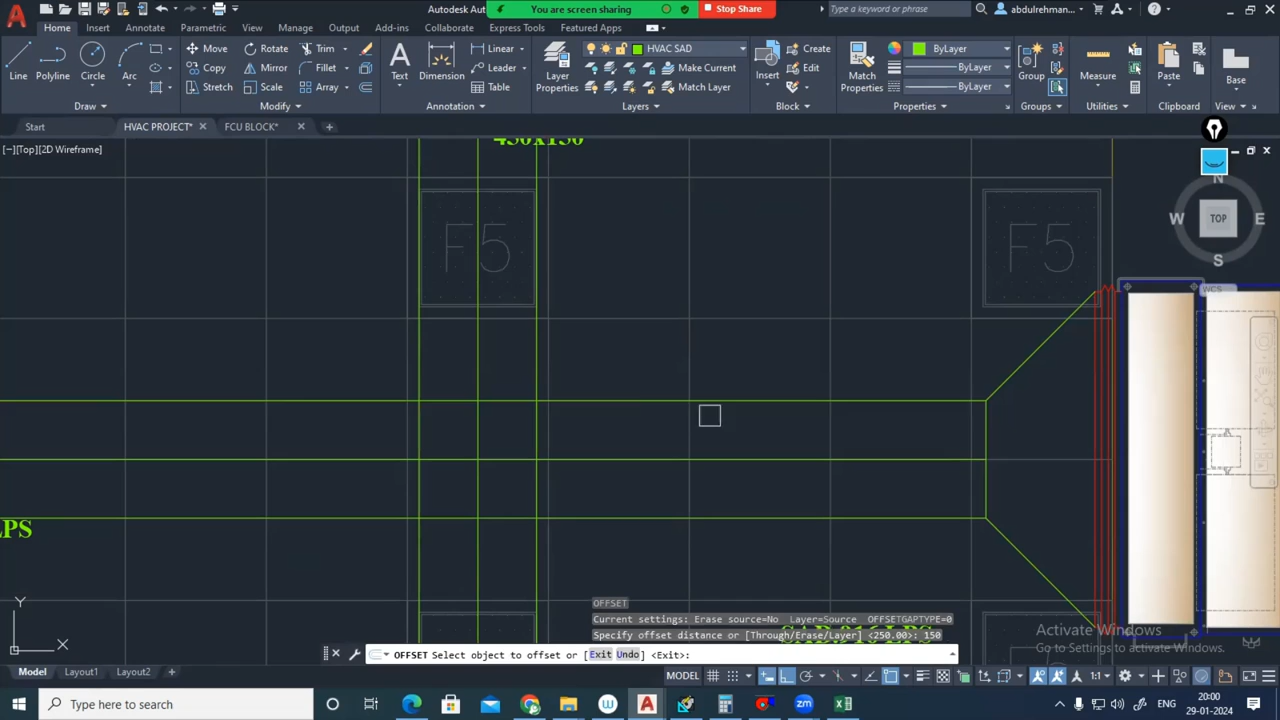 Autodesk
You are screen sharing
Stop Share
Type a keyword or phrase
abdulrehman...
Home
Insert
Annotate
Parametric
View
Manage
Output
Add-ins
Collaborate
Express Tools
Featured Apps
Line
Polyline
Circle
Arc
Move
Rotate
Trim
Copy
Mirror
Fillet
Stretch
Scale
Array
Text
Dimension
Linear
Leader
Table
Layer
Properties
HVAC SAD
Make Current
Match Layer
Insert
Create
Edit
Match
Properties
ByLayer
ByLayer
ByLayer
Group
Measure
Paste
Base
Draw
Modify
Annotation
Layers
Block
Properties
Groups
Utilities
Clipboard
View
Start
HVAC PROJECT*
FCU BLOCK*
[−][Top][2D Wireframe]
450x150
F5
F5
N
W
TOP
E
S
WCS
LPS
Y
X
OFFSET
Current settings: Erase source=No  Layer=Source  OFFSETGAPTYPE=0
Specify offset distance or [Through/Erase/Layer] <250.00>: 150
OFFSET Select object to offset or [Exit Undo] <Exit>:
Activate Windows
Go to Settings to activate Windows.
Model
Layout1
Layout2
MODEL
1:1
Type here to search
20:00
29-01-2024